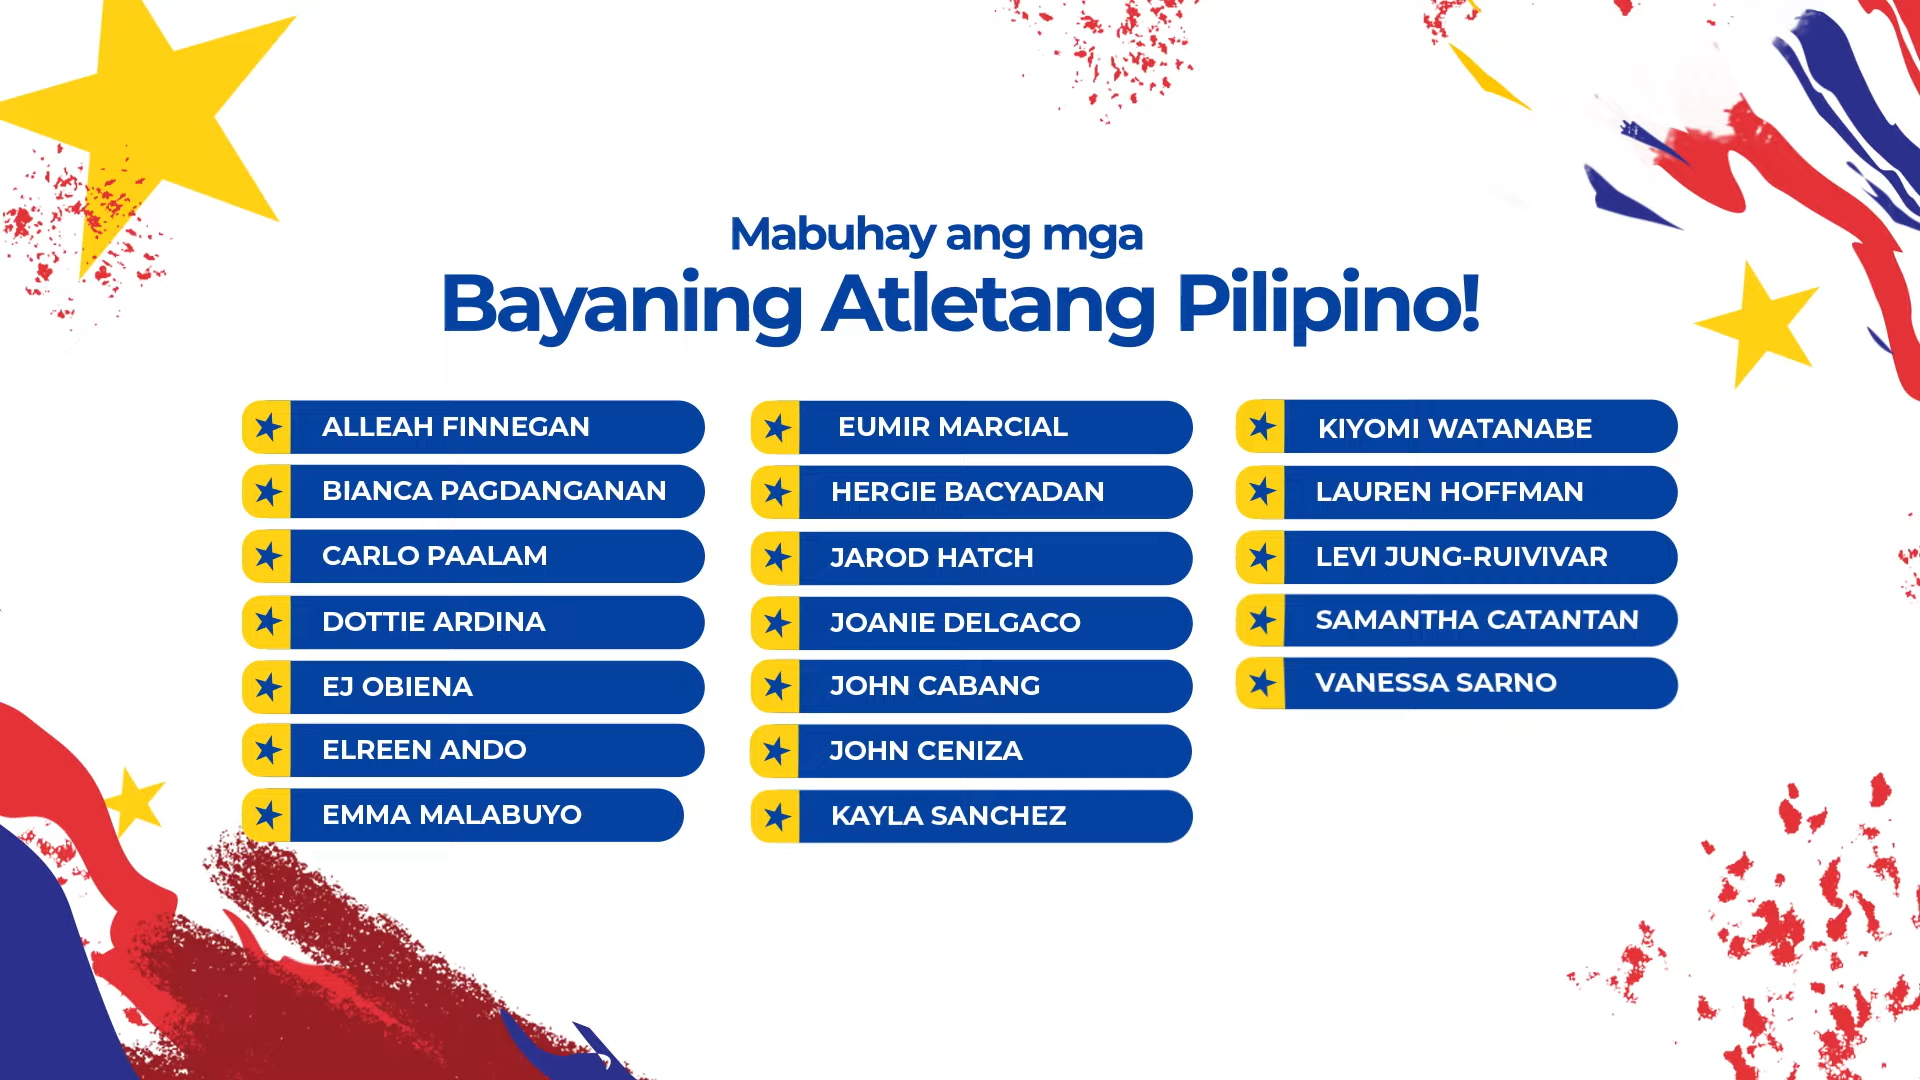 Mabuhay ang mga
Bayaning Atletang Pilipino!
ALLEAH FINNEGAN
BIANCA PAGDANGANAN
CARLO PAALAM
DOTTIE ARDINA
EJ OBIENA
ELREEN ANDO
EMMA MALABUYO
EUMIR MARCIAL
HERGIE BACYADAN
JAROD HATCH
JOANIE DELGACO
JOHN CABANG
JOHN CENIZA
KAYLA SANCHEZ
KIYOMI WATANABE
LAUREN HOFFMAN
LEVI JUNG-RUIVIVAR
SAMANTHA CATANTAN
VANESSA SARNO